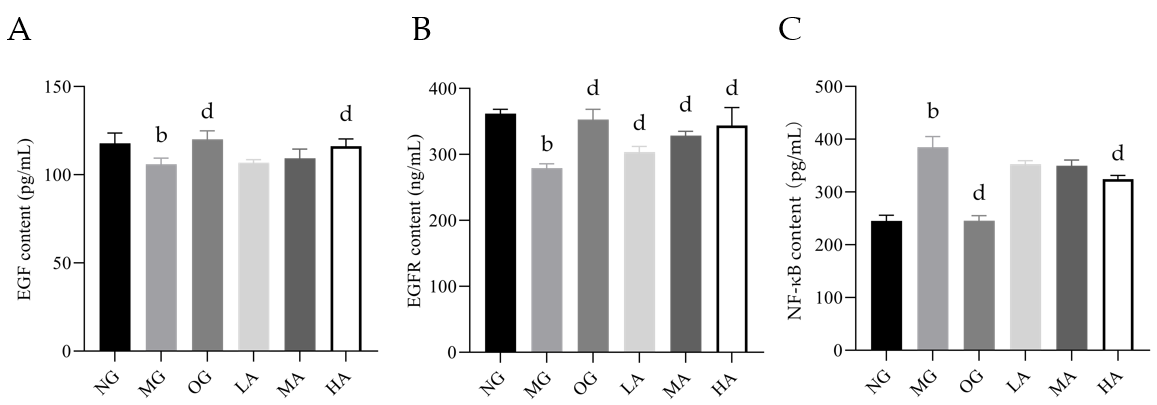 A
EGF content (pg/mL)
150
100
50
0
b
d
d
NG
MG
OG
LA
MA
HA
B
EGFR content (ng/mL)
400
300
200
100
0
b
d
d
d
d
NG
MG
OG
LA
MA
HA
C
NF-κB content (pg/mL)
500
400
300
200
100
0
b
d
d
NG
MG
OG
LA
MA
HA